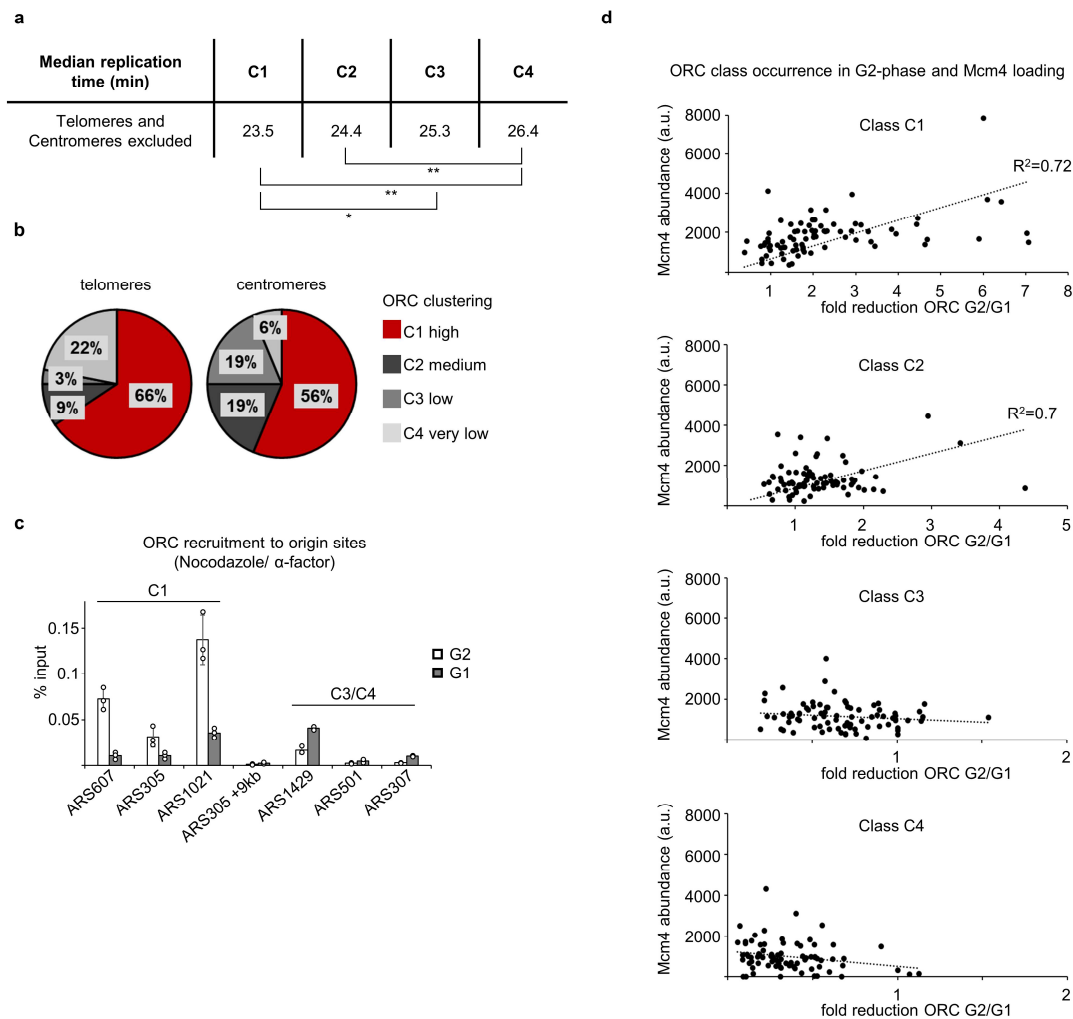 a
Median replication
time (min)
C1
C2
C3
C4
Telomeres and
Centromeres excluded
23.5
24.4
25.3
26.4
**
**
*
b
telomeres
centromeres
22%
3%
9%
66%
6%
19%
19%
56%
ORC clustering
C1 high
C2 medium
C3 low
C4 very low
c
ORC recruitment to origin sites
(Nocodazole/ α-factor)
C1
C3/C4
% input
0.15
0.1
0.05
G2
G1
ARS607
ARS305
ARS1021
ARS305 +9kb
ARS1429
ARS501
ARS307
d
ORC class occurrence in G2-phase and Mcm4 loading
Class C1
Mcm4 abundance (a.u.)
8000
6000
4000
2000
R²=0.72
1 2 3 4 5 6 7 8
fold reduction ORC G2/G1
Class C2
Mcm4 abundance (a.u.)
8000
6000
4000
2000
R²=0.7
1 2 3 4 5
fold reduction ORC G2/G1
Class C3
Mcm4 abundance (a.u.)
8000
6000
4000
2000
1 2
fold reduction ORC G2/G1
Class C4
Mcm4 abundance (a.u.)
8000
6000
4000
2000
1 2
fold reduction ORC G2/G1